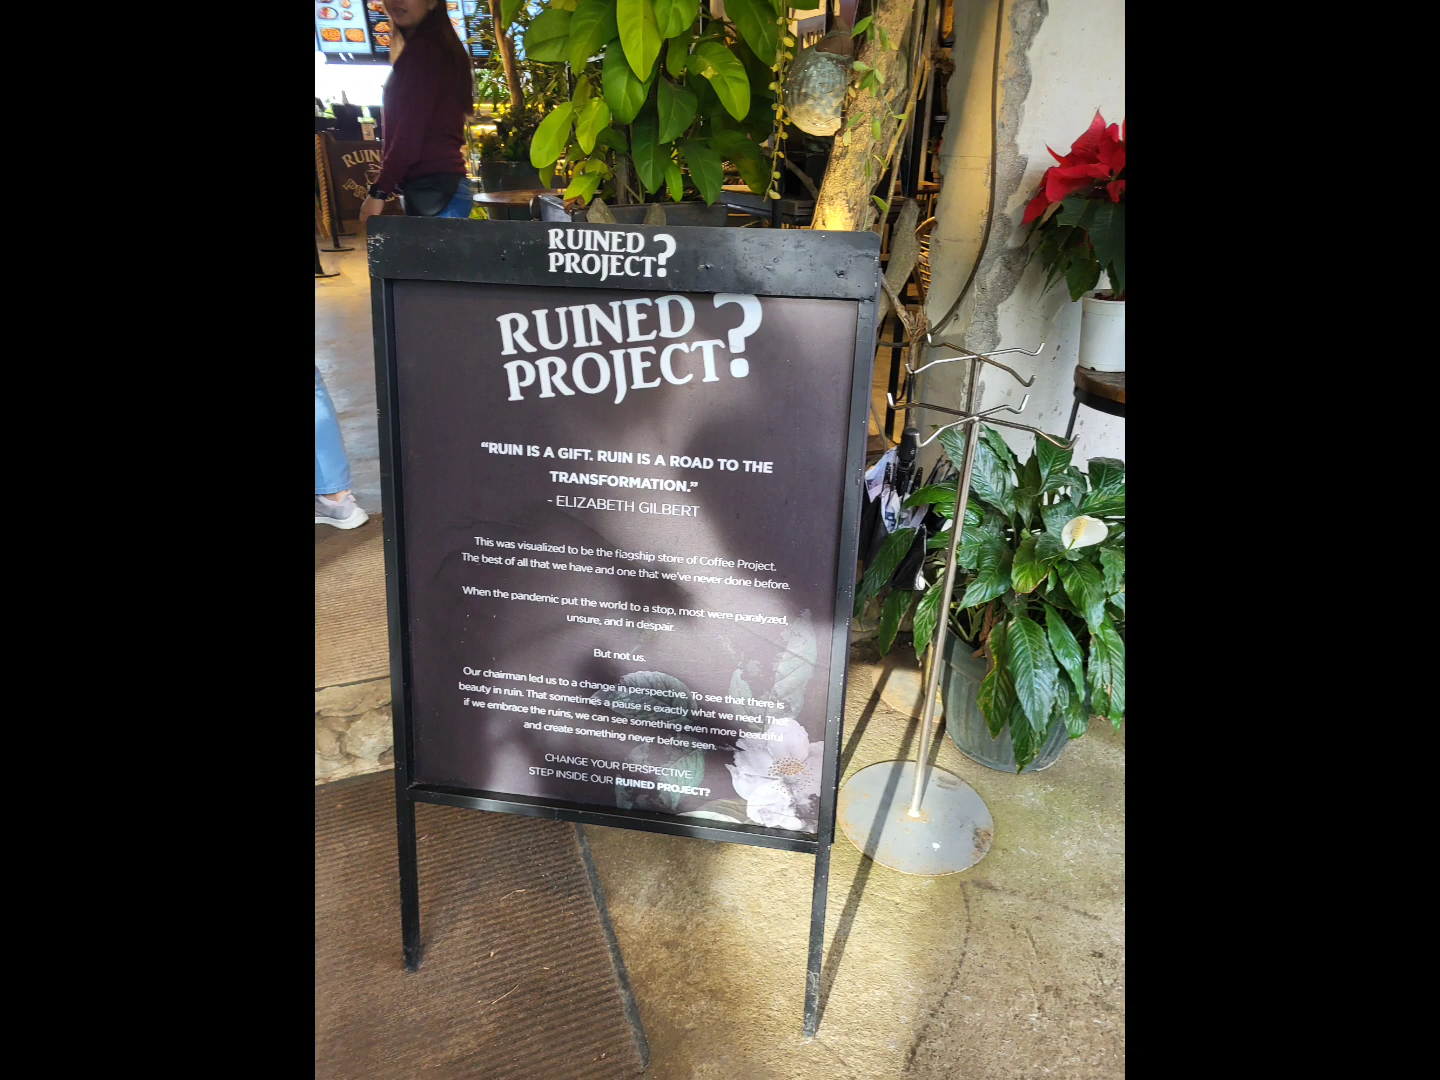 RUIN
RUINED
PROJECT?
RUINED
PROJECT?
“RUIN IS A GIFT. RUIN IS A ROAD TO THE
TRANSFORMATION.”
- ELIZABETH GILBERT
This was visualized to be the flagship store of Coffee Project.
The best of all that we have and one that we've never done before.
When the pandemic put the world to a stop, most were paralyzed,
unsure, and in despair.
But not us.
Our chairman led us to a change in perspective. To see that there is
beauty in ruin. That sometimes a pause is exactly what we need. That
if we embrace the ruins, we can see something even more beautiful
and create something never before seen.
CHANGE YOUR PERSPECTIVE
STEP INSIDE OUR RUINED PROJECT?